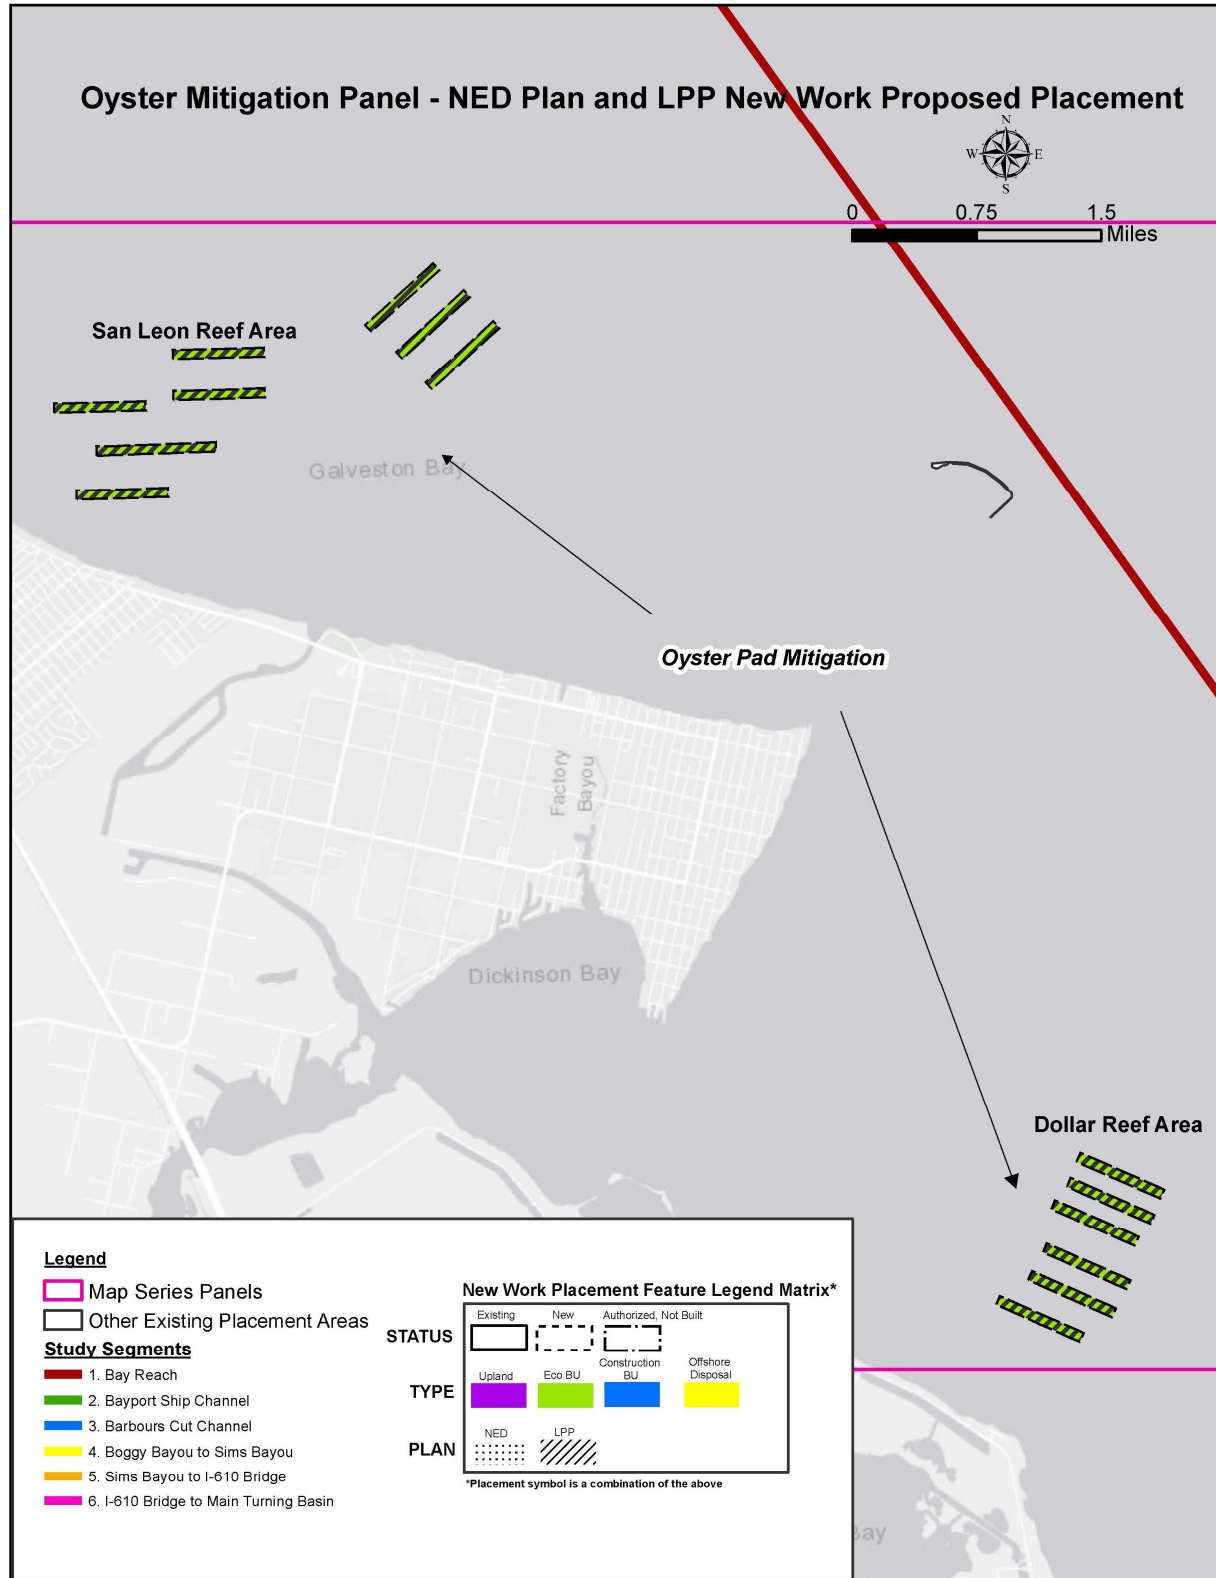 Oyster Mitigation Panel - NED Plan and LPP New Work Proposed Placement
N
W E
S
0 0.75 1.5
Miles
San Leon Reef Area
Galveston Bay
Oyster Pad Mitigation
Factory
Bayou
Dickinson Bay
Dollar Reef Area
Legend
Map Series Panels
Other Existing Placement Areas
Study Segments
1. Bay Reach
2. Bayport Ship Channel
3. Barbours Cut Channel
4. Boggy Bayou to Sims Bayou
5. Sims Bayou to I-610 Bridge
6. I-610 Bridge to Main Turning Basin
New Work Placement Feature Legend Matrix*
STATUS
Existing New Authorized, Not Built
TYPE
Upland Eco BU Construction BU Offshore Disposal
PLAN
NED LPP
*Placement symbol is a combination of the above
Bay